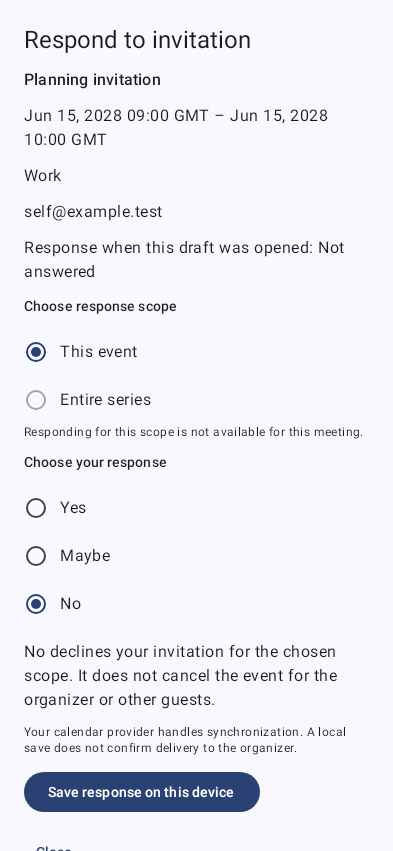 Respond to invitation
Planning invitation
Jun 15, 2028 09:00 GMT – Jun 15, 2028
10:00 GMT
Work
self@example.test
Response when this draft was opened: Not
answered
Choose response scope
This event
Entire series
Responding for this scope is not available for this meeting.
Choose your response
Yes
Maybe
No
No declines your invitation for the chosen
scope. It does not cancel the event for the
organizer or other guests.
Your calendar provider handles synchronization. A local
save does not confirm delivery to the organizer.
Save response on this device
Close